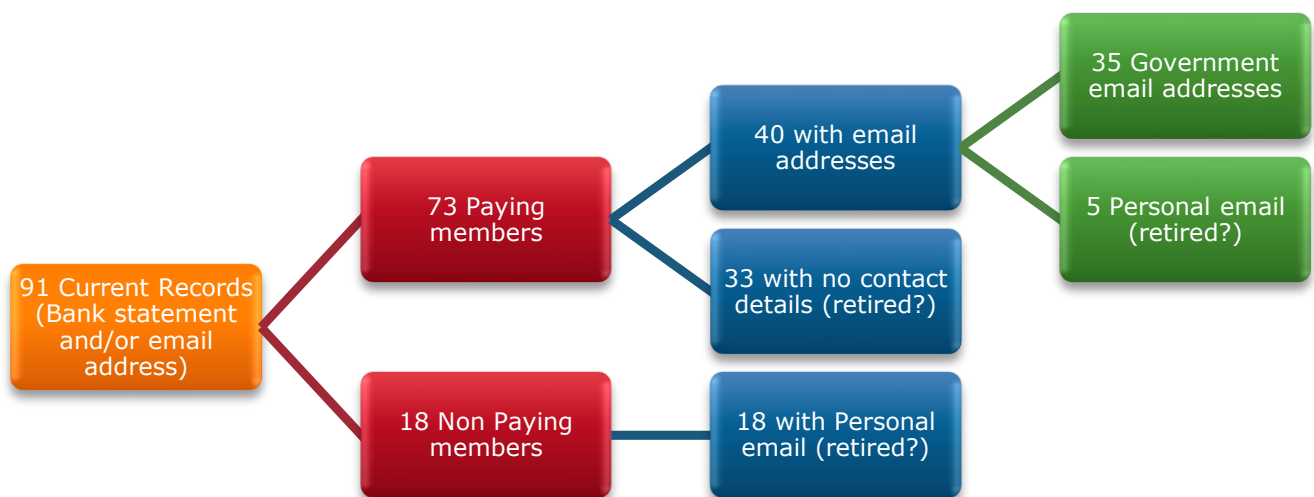 91 Current Records
(Bank statement
and/or email
address)
73 Paying
members
18 Non Paying
members
40 with email
addresses
33 with no contact
details (retired?)
18 with Personal
email (retired?)
35 Government
email addresses
5 Personal email
(retired?)